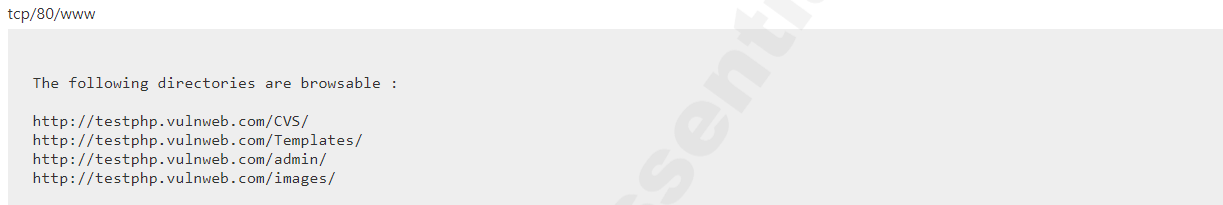 tcp/80/www
The following directories are browsable :
http://testphp.vulnweb.com/CVS/
http://testphp.vulnweb.com/Templates/
http://testphp.vulnweb.com/admin/
http://testphp.vulnweb.com/images/